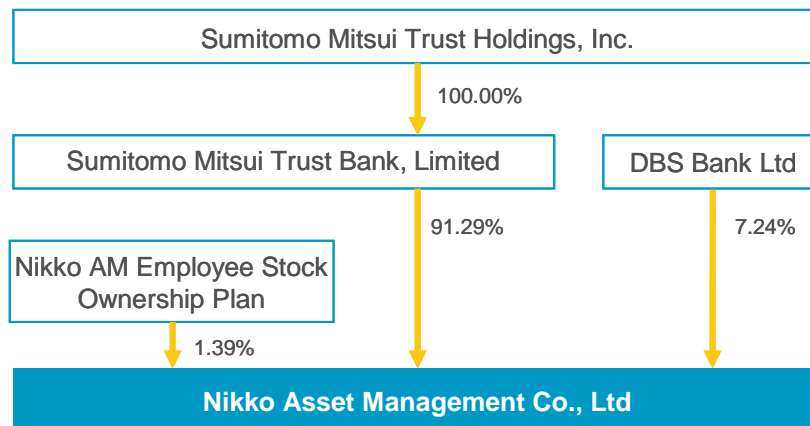 Sumitomo Mitsui Trust Holdings, Inc.
100.00%
Sumitomo Mitsui Trust Bank, Limited
DBS Bank Ltd
91.29%
7.24%
Nikko AM Employee Stock
Ownership Plan
1.39%
Nikko Asset Management Co., Ltd